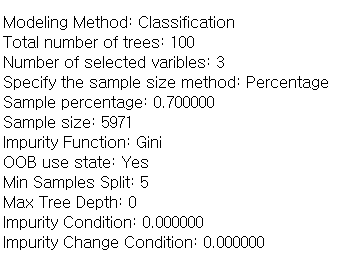 Modeling Method: Classification
Total number of trees: 100
Number of selected varibles: 3
Specify the sample size method: Percentage
Sample percentage: 0.700000
Sample size: 5971
Impurity Function: Gini
OOB use state: Yes
Min Samples Split: 5
Max Tree Depth: 0
Impurity Condition: 0.000000
Impurity Change Condition: 0.000000